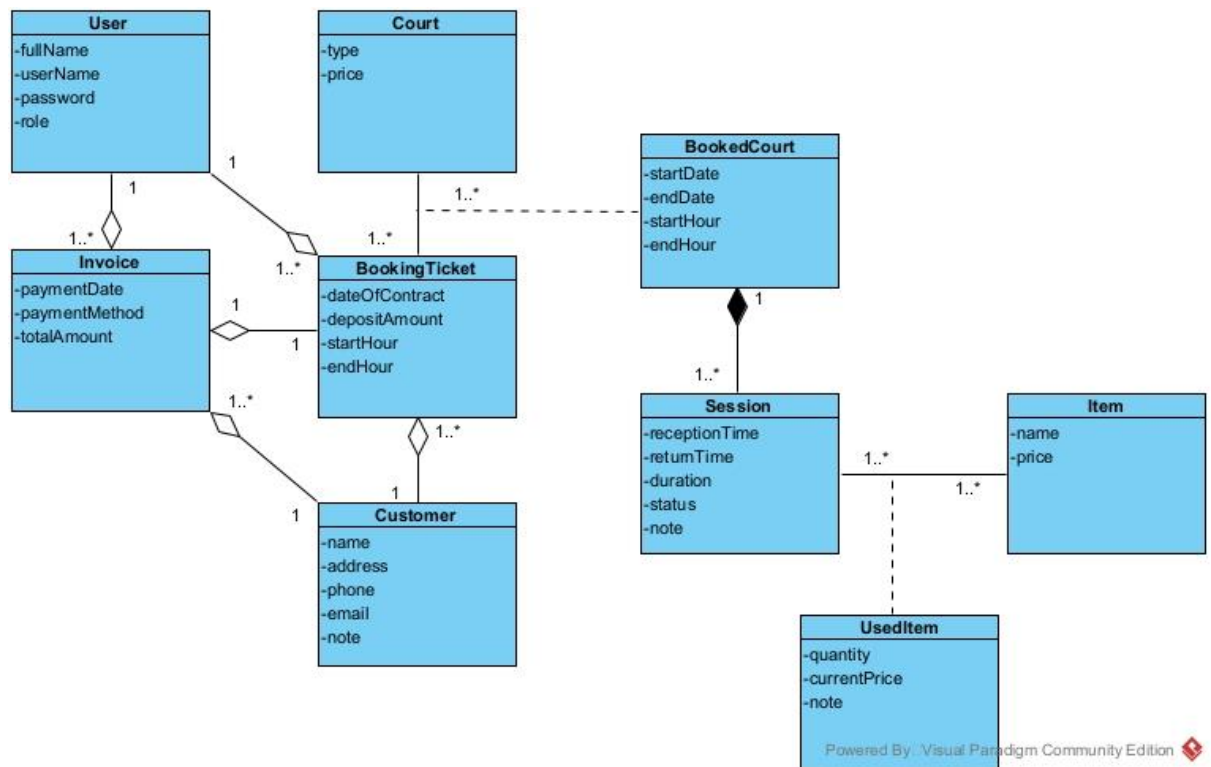 User
-fullName
-userName
-password
-role
Court
-type
-price
BookedCourt
-startDate
-endDate
-startHour
-endHour
1
1
1..*
1..*
1..*
1..*
Invoice
-paymentDate
-paymentMethod
-totalAmount
BookingTicket
-dateOfContract
-depositAmount
-startHour
-endHour
1
1
1
1..*
1..*
1..*
1
1
Session
-receptionTime
-returnTime
-duration
-status
-note
Item
-name
-price
1..*
1..*
Customer
-name
-address
-phone
-email
-note
UsedItem
-quantity
-currentPrice
-note
Powered By Visual Paradigm Community Edition